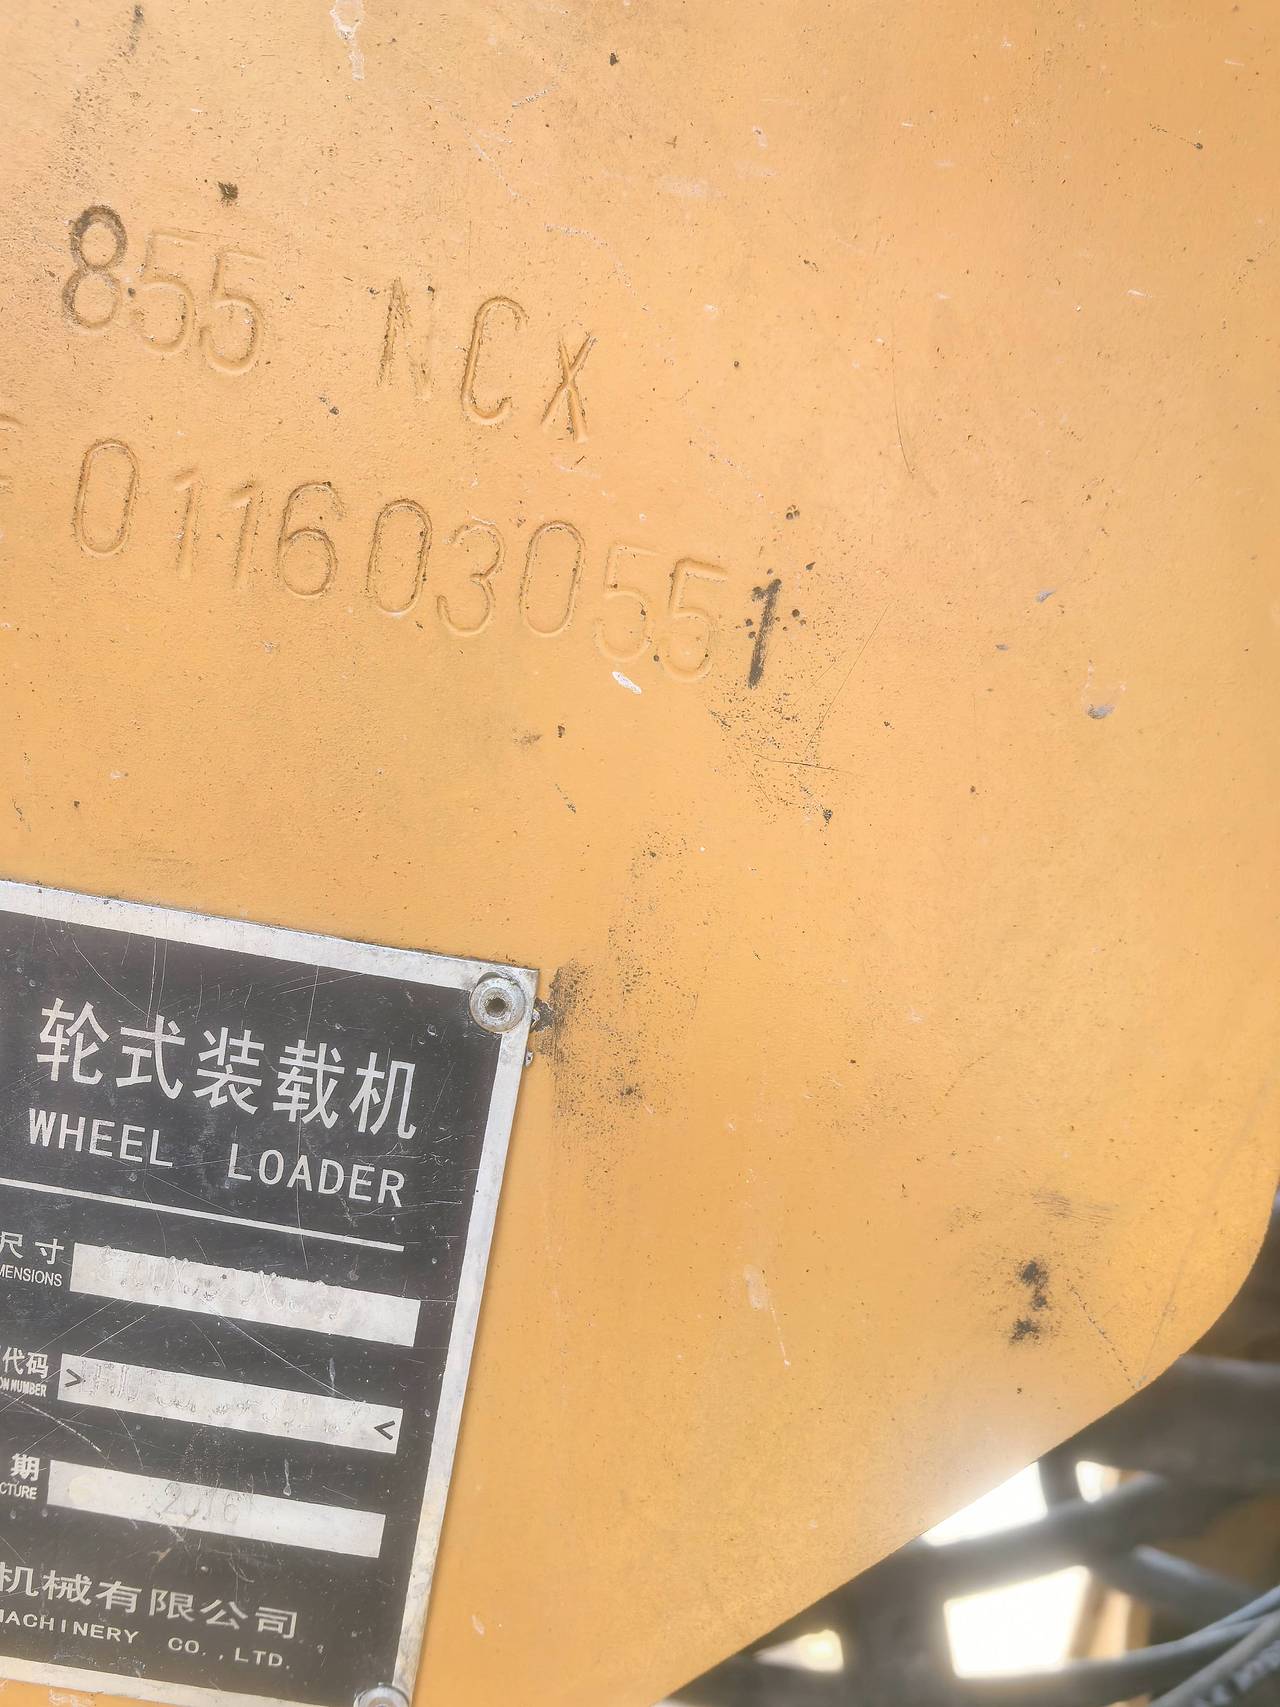 855 NCX
0116030551
轮式装载机
WHEEL LOADER
尺寸
MENSIONS
代码
ON NUMBER
期
2016
CTURE
机械有限公司
MACHINERY CO.,LTD.